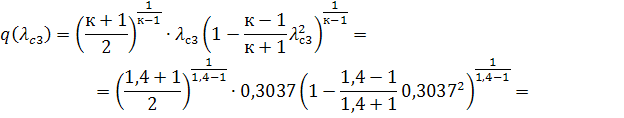 q(λ_c3) = ((к + 1)/2)^(1/(к−1)) · λ_c3 (1 − (к − 1)/(к + 1) λ²_c3)^(1/(к−1)) =
= ((1,4 + 1)/2)^(1/(1,4−1)) · 0,3037 (1 − (1,4 − 1)/(1,4 + 1) 0,3037²)^(1/(1,4−1)) =